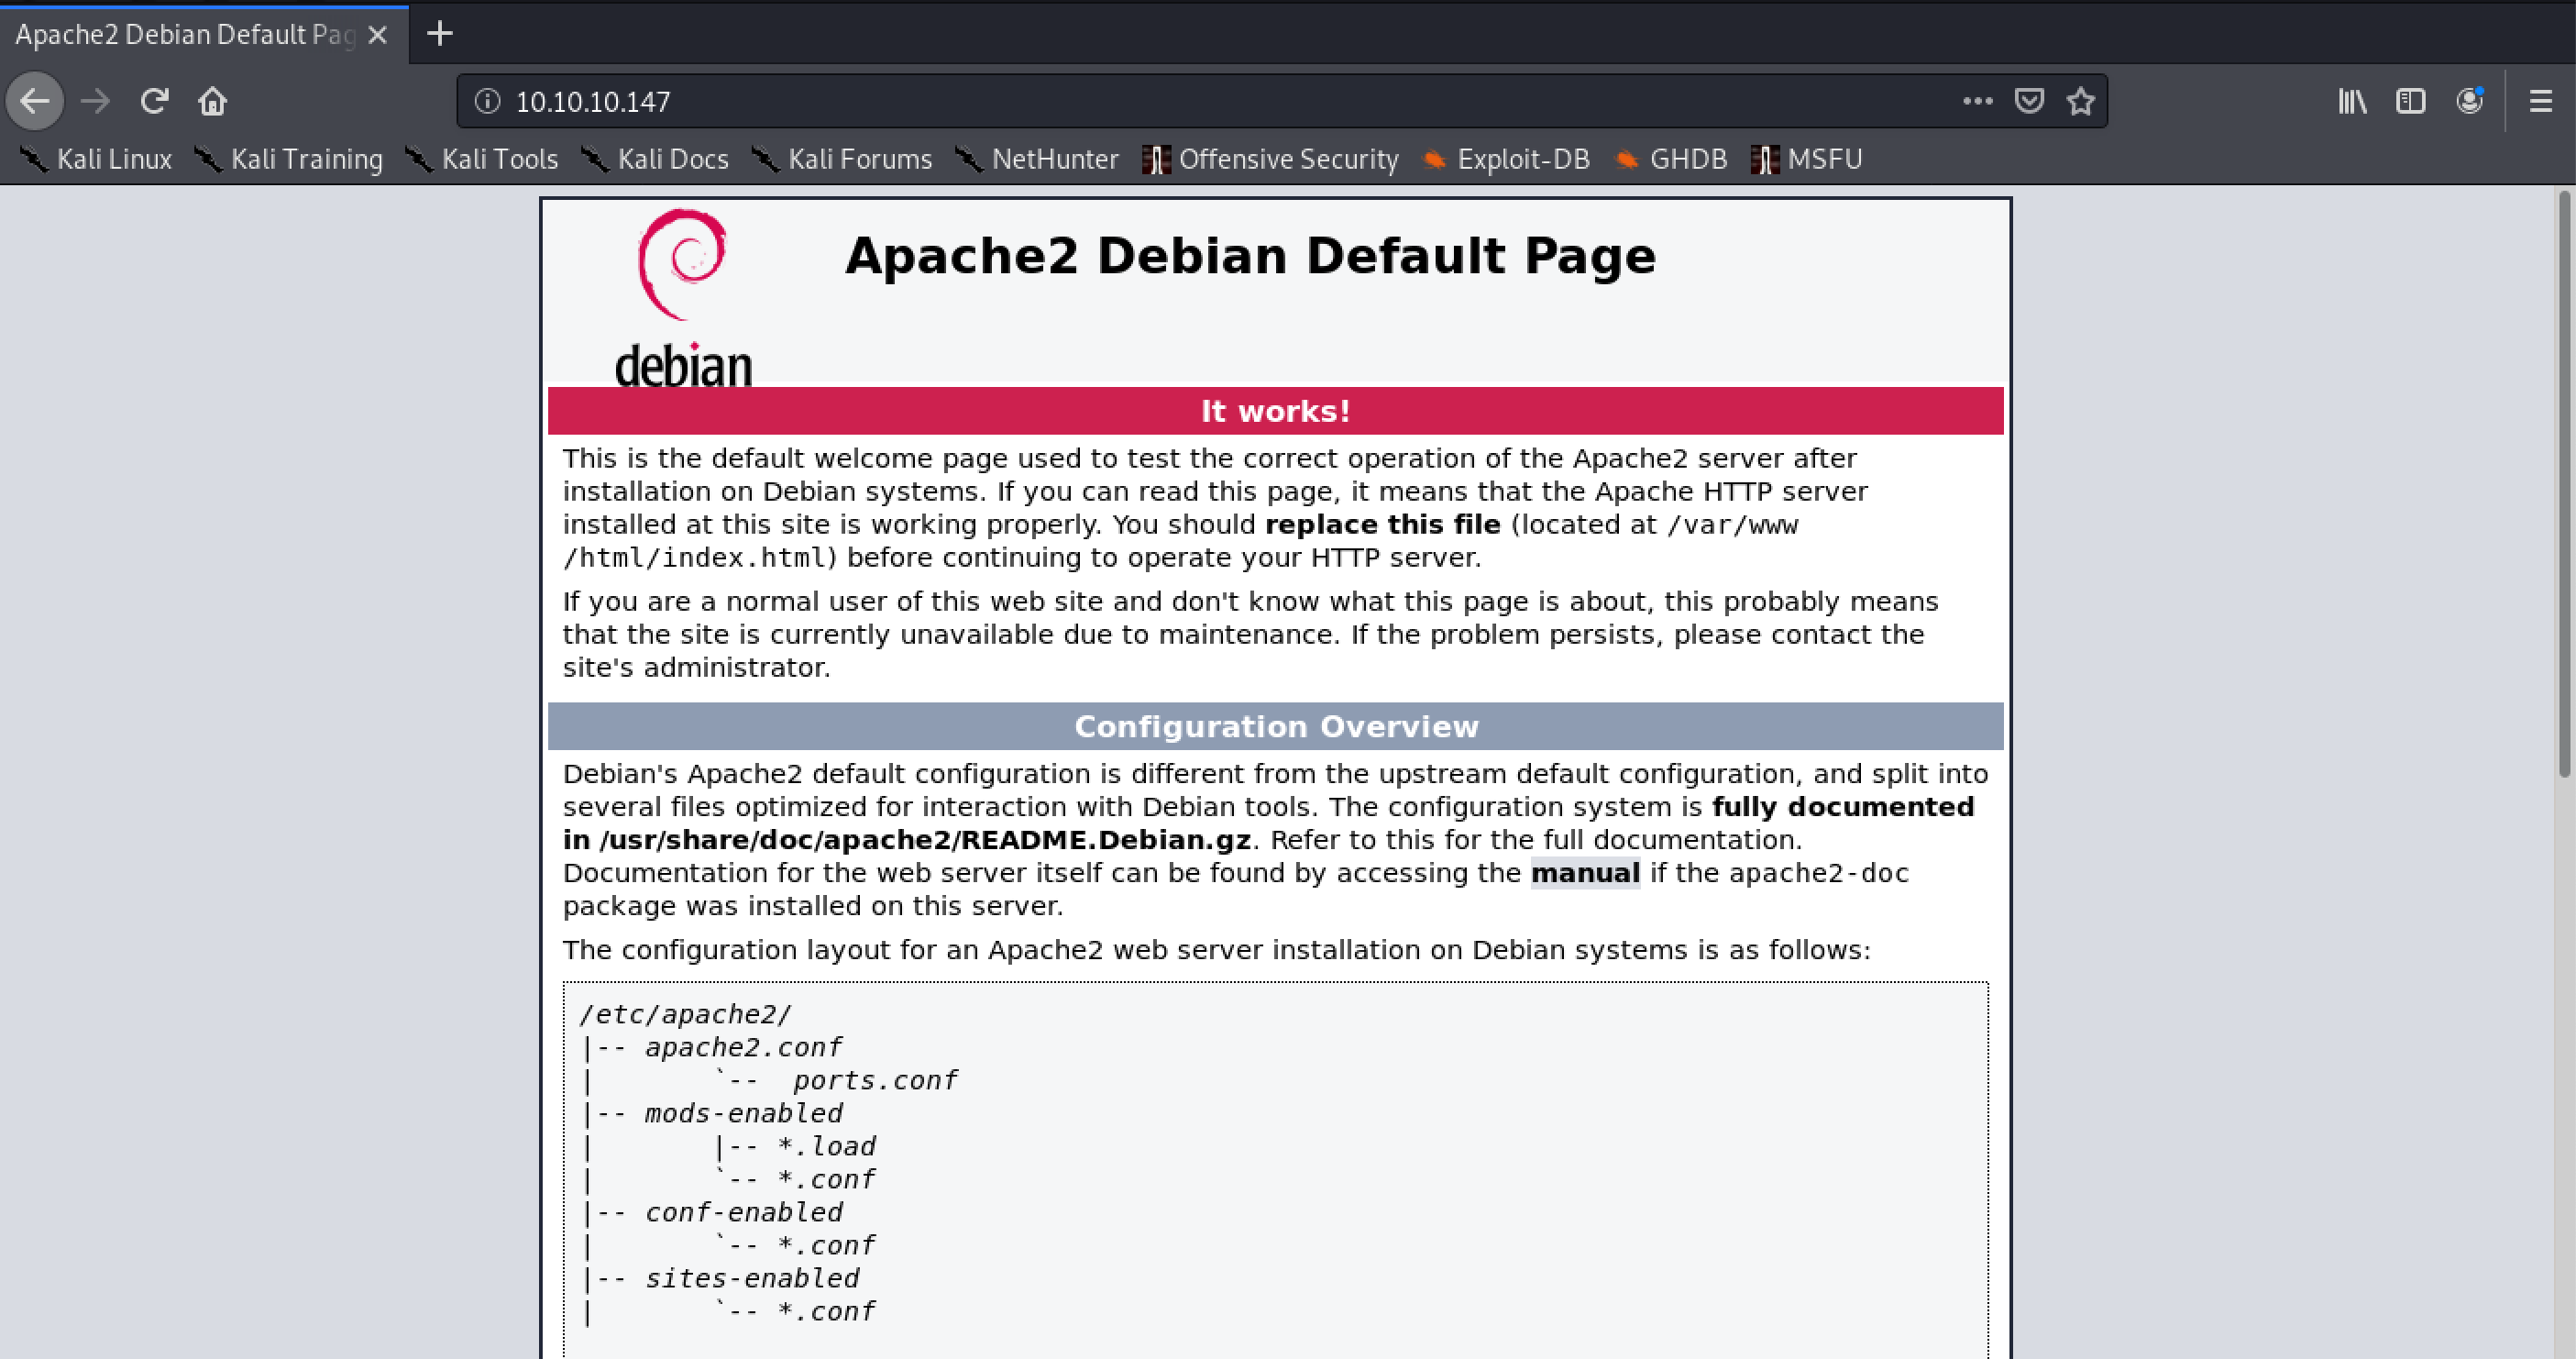 Apache2 Debian Default Pag
10.10.10.147
Kali Linux Kali Training Kali Tools Kali Docs Kali Forums NetHunter Offensive Security Exploit-DB GHDB MSFU
debian
Apache2 Debian Default Page
It works!
This is the default welcome page used to test the correct operation of the Apache2 server after
installation on Debian systems. If you can read this page, it means that the Apache HTTP server
installed at this site is working properly. You should replace this file (located at /var/www
/html/index.html) before continuing to operate your HTTP server.
If you are a normal user of this web site and don't know what this page is about, this probably means
that the site is currently unavailable due to maintenance. If the problem persists, please contact the
site's administrator.
Configuration Overview
Debian's Apache2 default configuration is different from the upstream default configuration, and split into
several files optimized for interaction with Debian tools. The configuration system is fully documented
in /usr/share/doc/apache2/README.Debian.gz. Refer to this for the full documentation.
Documentation for the web server itself can be found by accessing the manual if the apache2-doc
package was installed on this server.
The configuration layout for an Apache2 web server installation on Debian systems is as follows:
/etc/apache2/
|-- apache2.conf
|       `--  ports.conf
|-- mods-enabled
|       |-- *.load
|       `-- *.conf
|-- conf-enabled
|       `-- *.conf
|-- sites-enabled
|       `-- *.conf